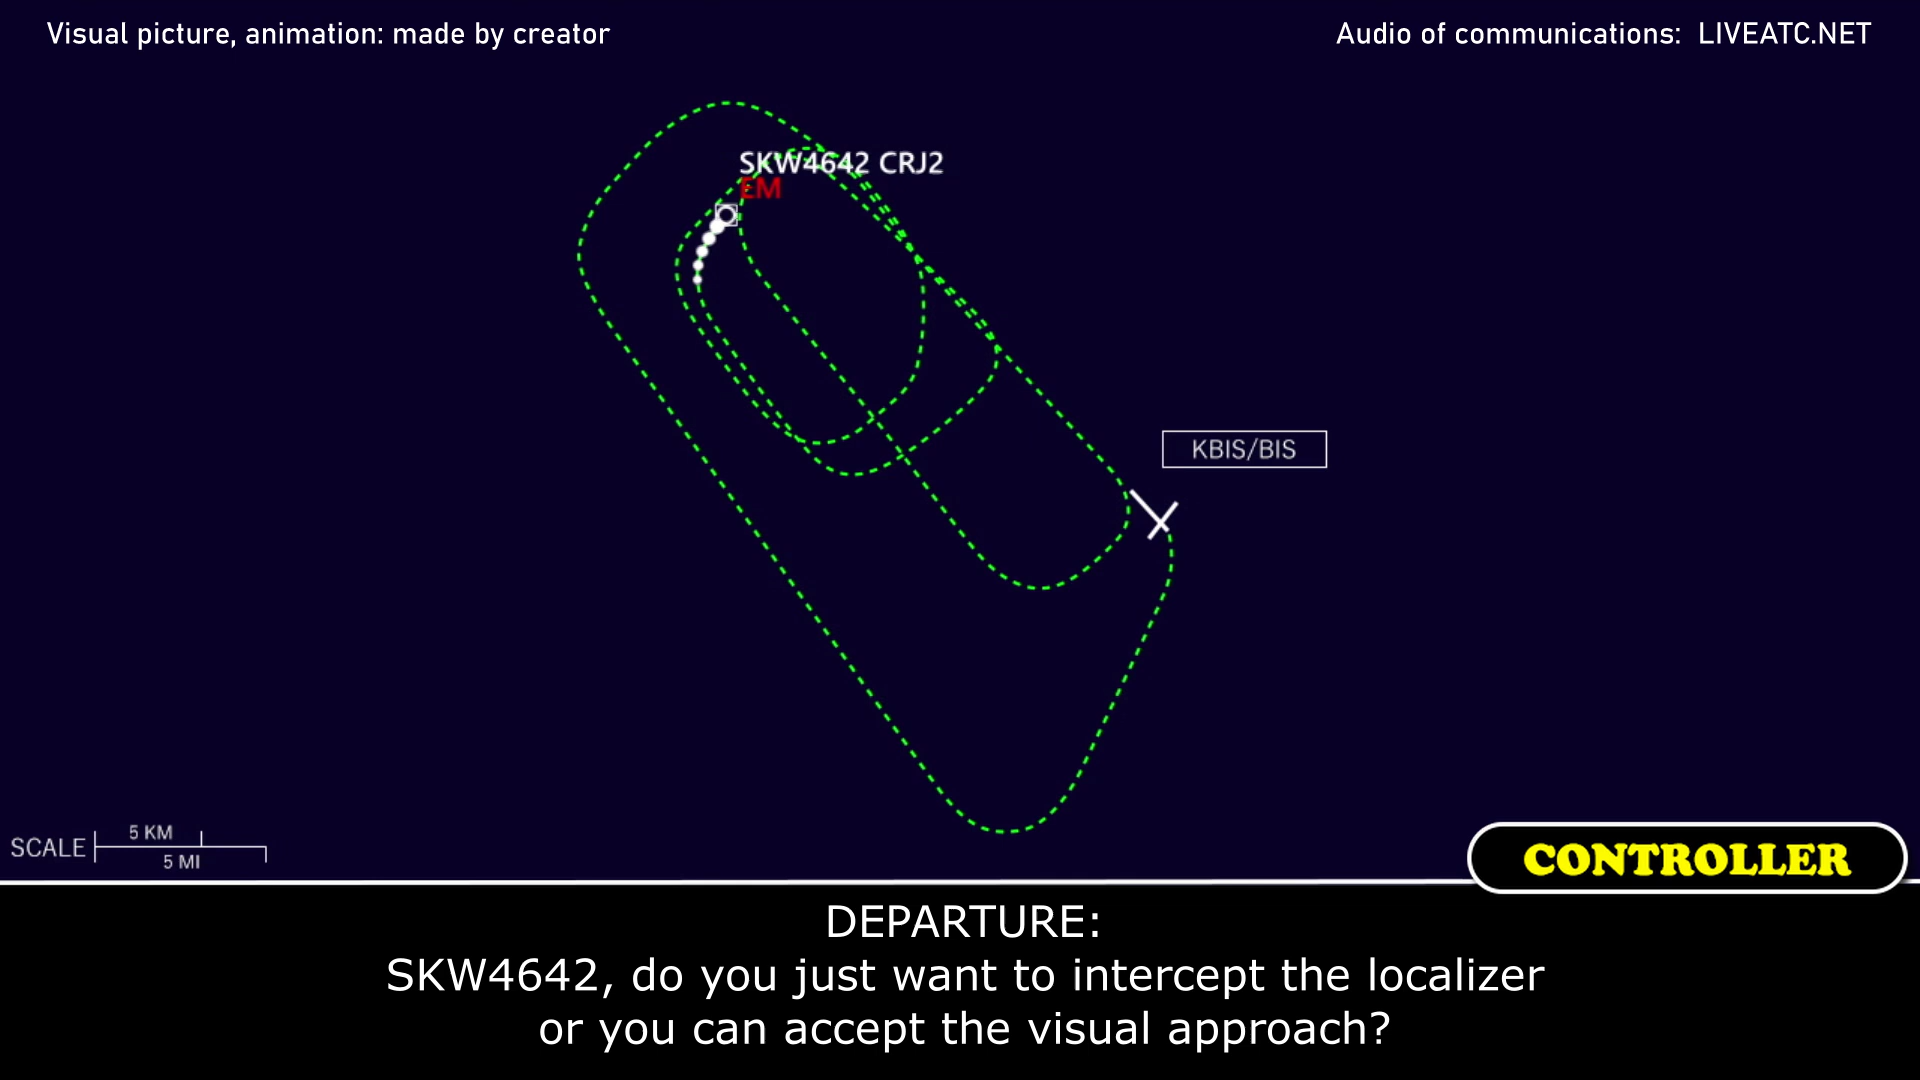 Visual picture, animation: made by creator
Audio of communications: LIVEATC.NET
SKW4642 CRJ2
EM
KBIS/BIS
5 KM
SCALE
5 MI
CONTROLLER
DEPARTURE:
SKW4642, do you just want to intercept the localizer
or you can accept the visual approach?